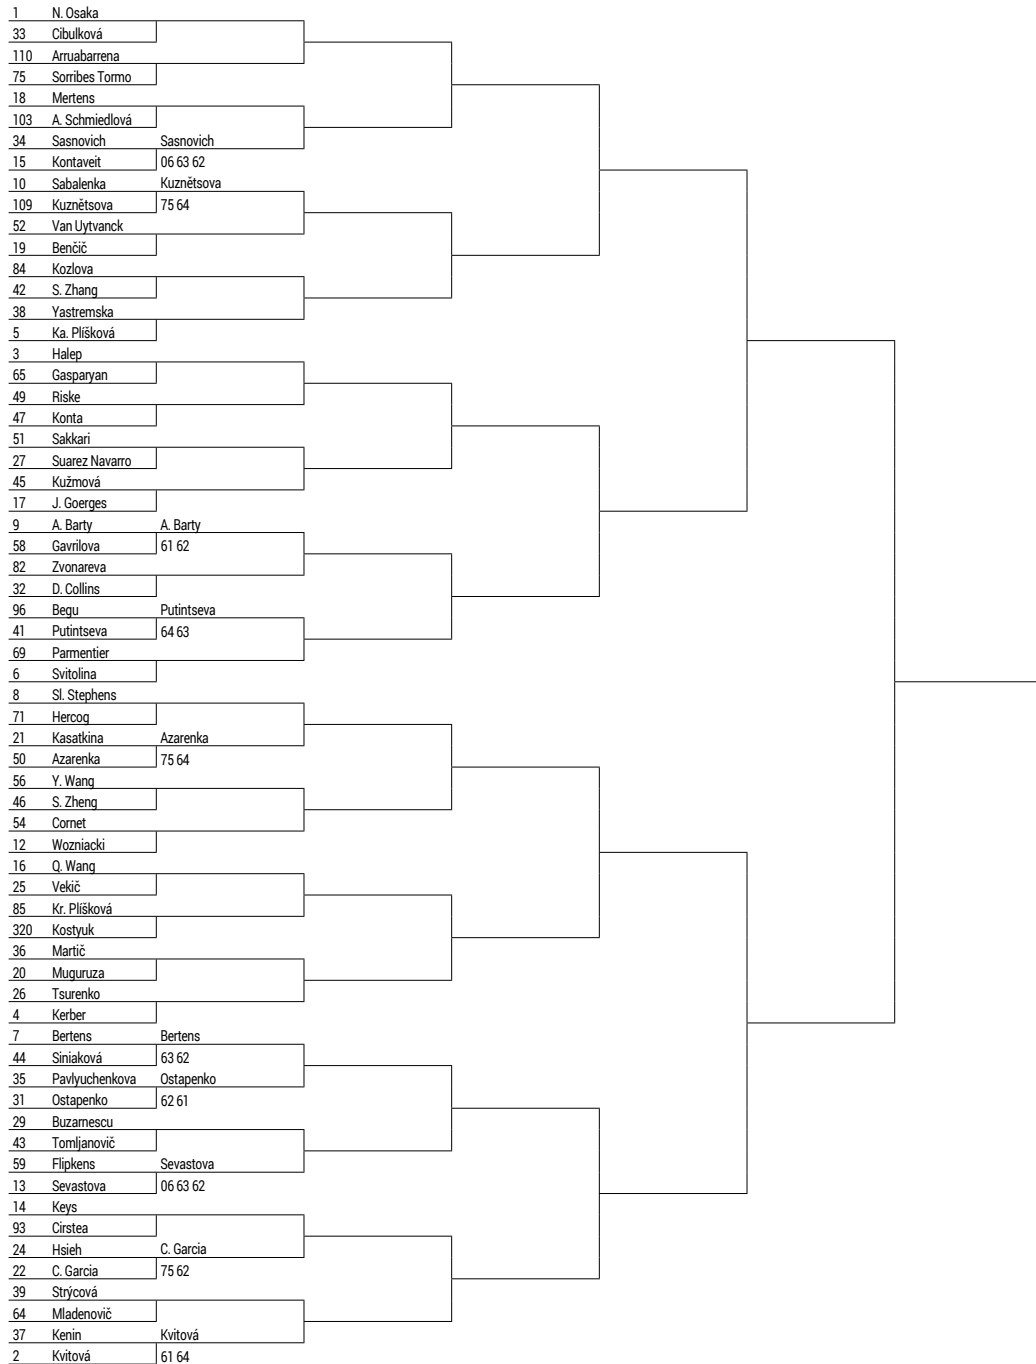 1 N. Osaka
33 Cibulková
110 Arruabarrena
75 Sorribes Tormo
18 Mertens
103 A. Schmiedlová
34 Sasnovich Sasnovich
15 Kontaveit 06 63 62
10 Sabalenka Kuznětsova
109 Kuznětsova 75 64
52 Van Uytvanck
19 Benčič
84 Kozlova
42 S. Zhang
38 Yastremska
5 Ka. Plíšková
3 Halep
65 Gasparyan
49 Riske
47 Konta
51 Sakkari
27 Suarez Navarro
45 Kužmová
17 J. Goerges
9 A. Barty A. Barty
58 Gavrilova 61 62
82 Zvonareva
32 D. Collins
96 Begu Putintseva
41 Putintseva 64 63
69 Parmentier
6 Svitolina
8 Sl. Stephens
71 Hercog
21 Kasatkina Azarenka
50 Azarenka 75 64
56 Y. Wang
46 S. Zheng
54 Cornet
12 Wozniacki
16 Q. Wang
25 Vekič
85 Kr. Plíšková
320 Kostyuk
36 Martič
20 Muguruza
26 Tsurenko
4 Kerber
7 Bertens Bertens
44 Siniaková 63 62
35 Pavlyuchenkova Ostapenko
31 Ostapenko 62 61
29 Buzarnescu
43 Tomljanovič
59 Flipkens Sevastova
13 Sevastova 06 63 62
14 Keys
93 Cirstea
24 Hsieh C. Garcia
22 C. Garcia 75 62
39 Strýcová
64 Mladenovič
37 Kenin Kvitová
2 Kvitová 61 64